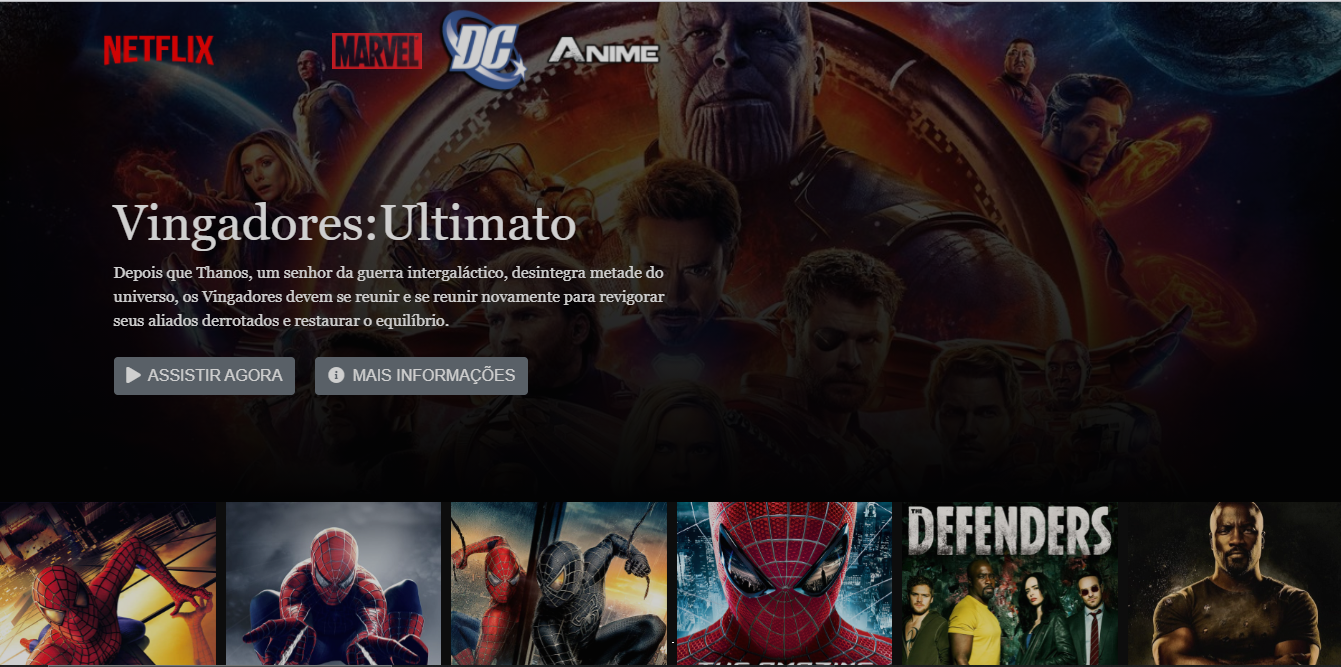 NETFLIX
MARVEL
DC
ANIME
Vingadores:Ultimato
Depois que Thanos, um senhor da guerra intergaláctico, desintegra metade do
universo, os Vingadores devem se reunir e se reunir novamente para revigorar
seus aliados derrotados e restaurar o equilíbrio.
ASSISTIR AGORA
MAIS INFORMAÇÕES
THE
DEFENDERS
THE AMAZING